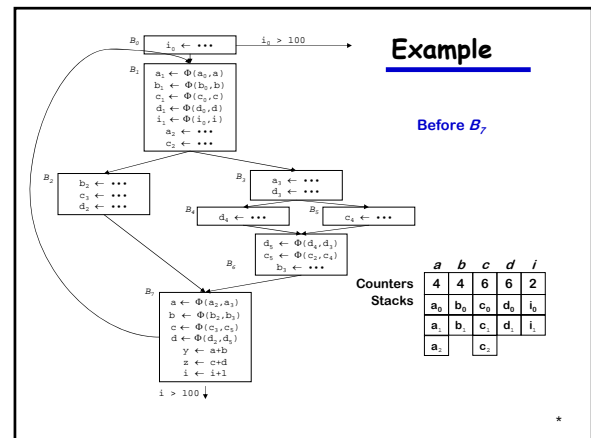 Example
Before B₇
B₀
i₀ ← •••
i₀ > 100
B₁
a₁ ← Φ(a₀,a)
b₁ ← Φ(b₀,b)
c₁ ← Φ(c₀,c)
d₁ ← Φ(d₀,d)
i₁ ← Φ(i₀,i)
a₂ ← •••
c₂ ← •••
B₂
b₂ ← •••
c₃ ← •••
d₂ ← •••
B₃
a₃ ← •••
d₃ ← •••
B₄
d₄ ← •••
B₅
c₄ ← •••
d₅ ← Φ(d₄,d₃)
c₅ ← Φ(c₂,c₄)
b₃ ← •••
B₆
B₇
a ← Φ(a₂,a₃)
b ← Φ(b₂,b₃)
c ← Φ(c₃,c₅)
d ← Φ(d₂,d₅)
y ← a+b
z ← c+d
i ← i+1
i > 100
a b c d i
Counters 4 4 6 6 2
Stacks a₀ b₀ c₀ d₀ i₀
a₁ b₁ c₁ d₁ i₁
a₂ c₂
*